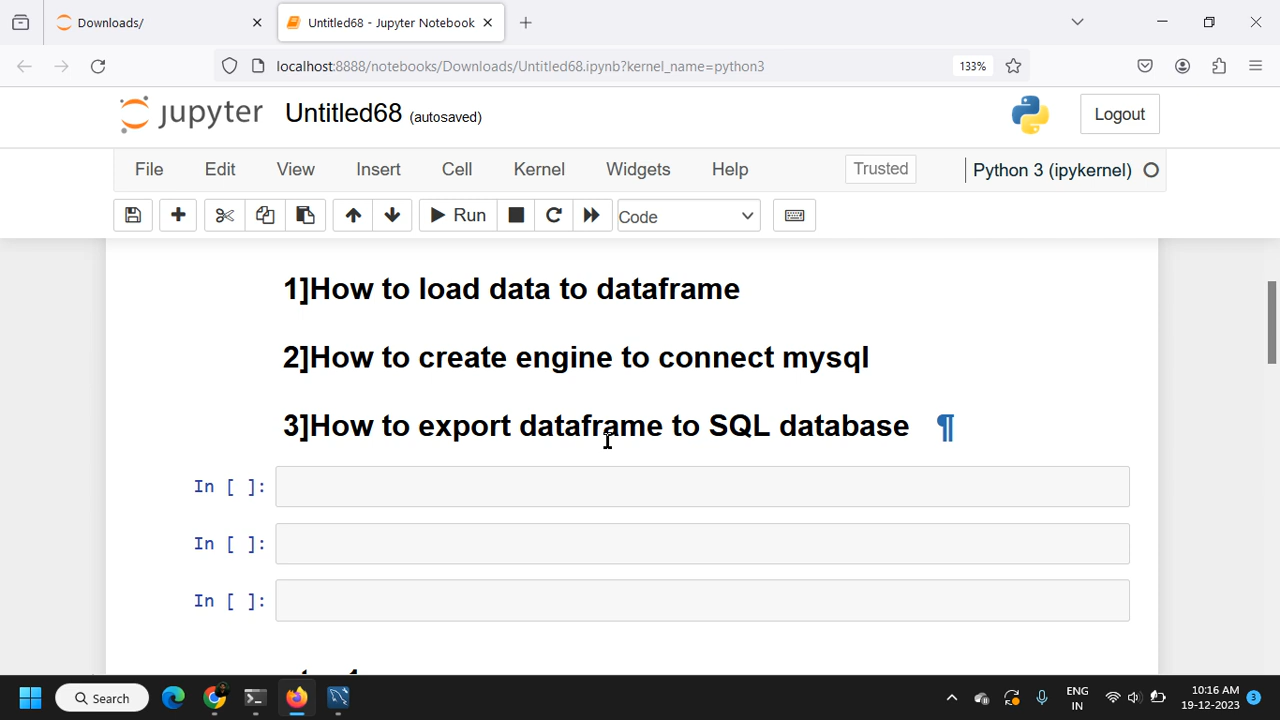 Downloads/
Untitled68 - Jupyter Notebook
localhost:8888/notebooks/Downloads/Untitled68.ipynb?kernel_name=python3
133%
jupyter Untitled68 (autosaved)
Logout
File Edit View Insert Cell Kernel Widgets Help
Trusted
Python 3 (ipykernel)
Run
Code
1]How to load data to dataframe
2]How to create engine to connect mysql
3]How to export dataframe to SQL database ¶
In [ ]:
In [ ]:
In [ ]:
Search
ENG
IN
10:16 AM
19-12-2023
3